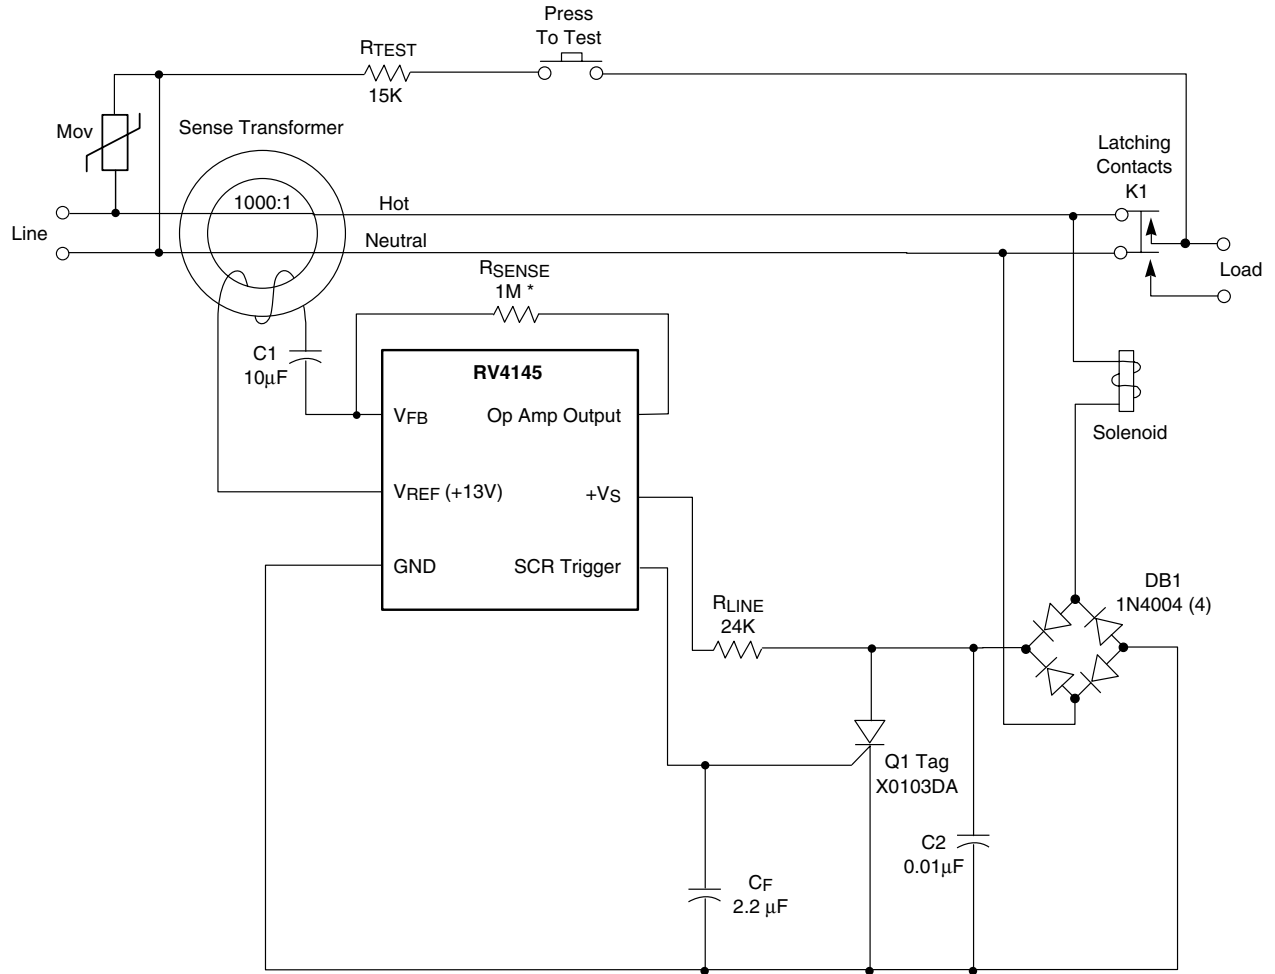 Press
To Test
RTEST
15K
Mov
Sense Transformer
Latching
Contacts
K1
1000:1
Hot
Line
Neutral
Load
RSENSE
1M *
C1
10μF
RV4145
VFB
Op Amp Output
Solenoid
VREF (+13V)
+VS
GND
SCR Trigger
DB1
1N4004 (4)
RLINE
24K
Q1 Tag
X0103DA
C2
0.01μF
CF
2.2 μF